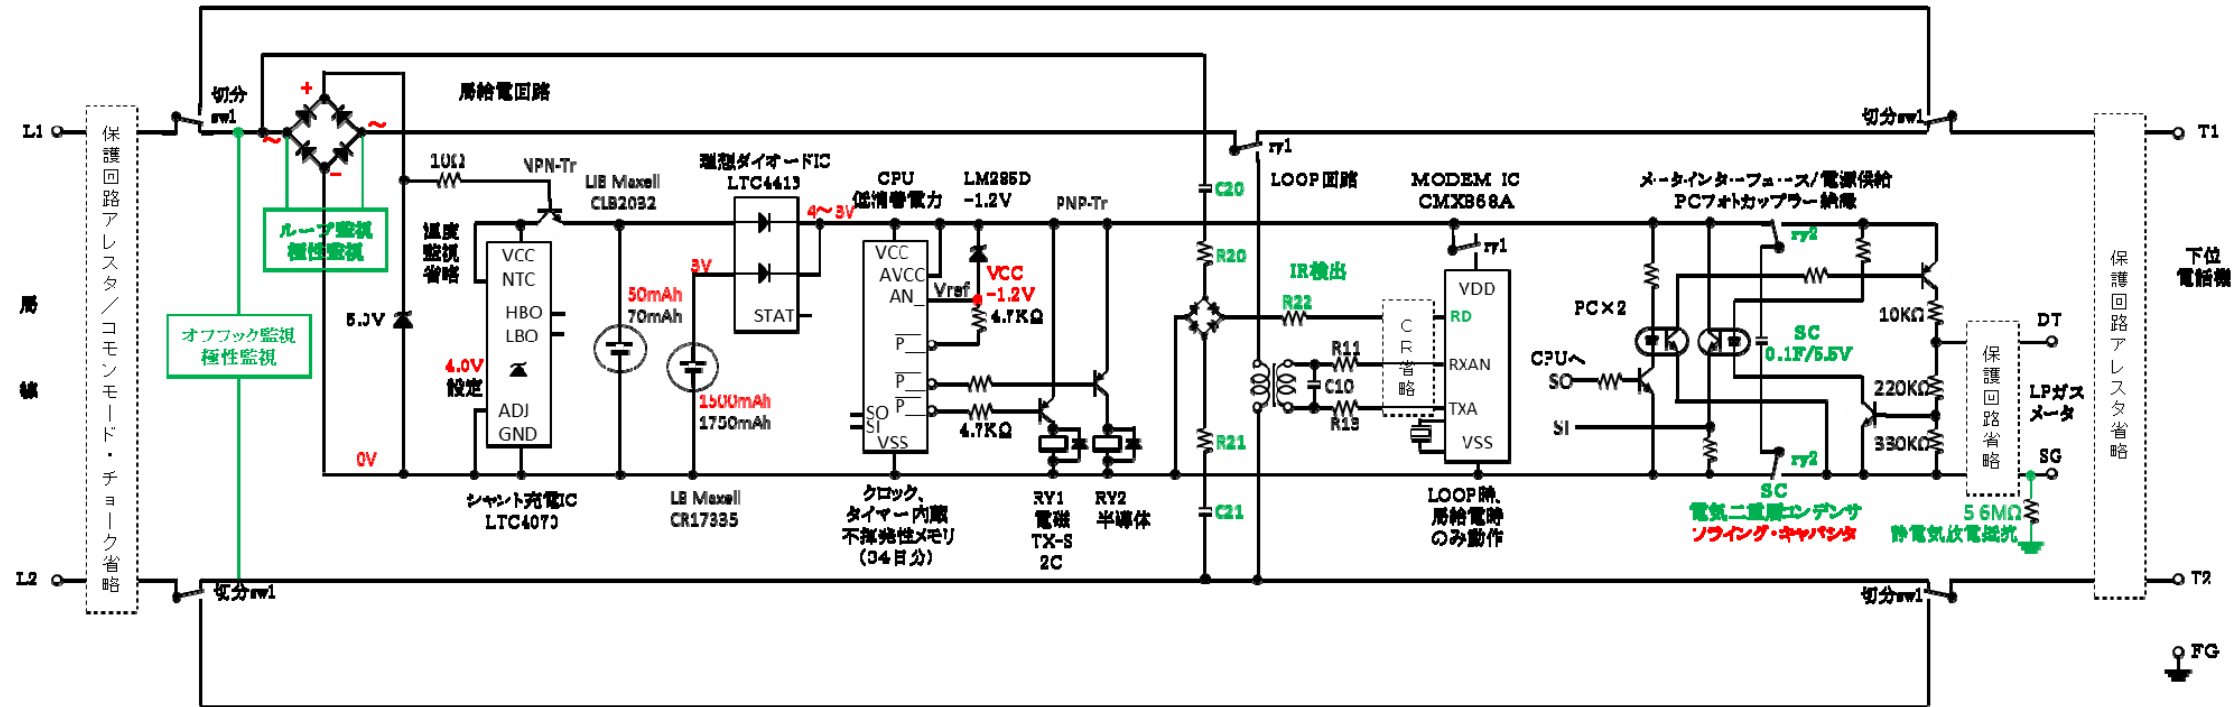 局給電回路
切分
sw1
L1
保護回路アレスタ／コモンモード・チョーク省略
局
線
L2
切分sw1
+
~
~
-
ループ監視
極性監視
オフフック監視
極性監視
10Ω
NPN-Tr
LIB Maxell
CLB2032
理想ダイオードIC
LTC4413
CPU
低消費電力
LM285D
-1.2V
PNP-Tr
温度
監視
省略
VCC
NTC
HBO
LBO
ADJ
GND
4.0V
設定
0V
シャント充電IC
LTC4070
50mAh
70mAh
3V
4～3V
STAT
1500mAh
1750mAh
LB Maxell
CR17335
VCC
AVCC
AN_
P__
P__
P__
SO
SI
VSS
Vref
VCC
-1.2V
4.7KΩ
4.7KΩ
クロック、
タイマー内蔵
不揮発性メモリ
RY1
電磁
TX-S
2C
RY2
半導体
C20
R20
R21
C21
ry1
LOOP回路
IR検出
R22
R11
C10
R13
CR省略
MODEM IC
CMX868A
ry1
VDD
RD
RXAN
TXA
VSS
LOOP時、
局給電時
のみ動作
メータインターフェース/電源供給
PCフォトカップラー絶縁
ry2
PC×2
CPUへ
SO
SI
SC
0.1F/5.5V
ry2
SC
電気二重層コンデンサ
フライング・キャパシタ
10KΩ
220KΩ
330KΩ
保護回路省略
DT
LPガス
メータ
SG
5.6MΩ
静電気放電抵抗
切分sw1
切分sw1
保護回路アレスタ省略
T1
下位
電話機
T2
FG